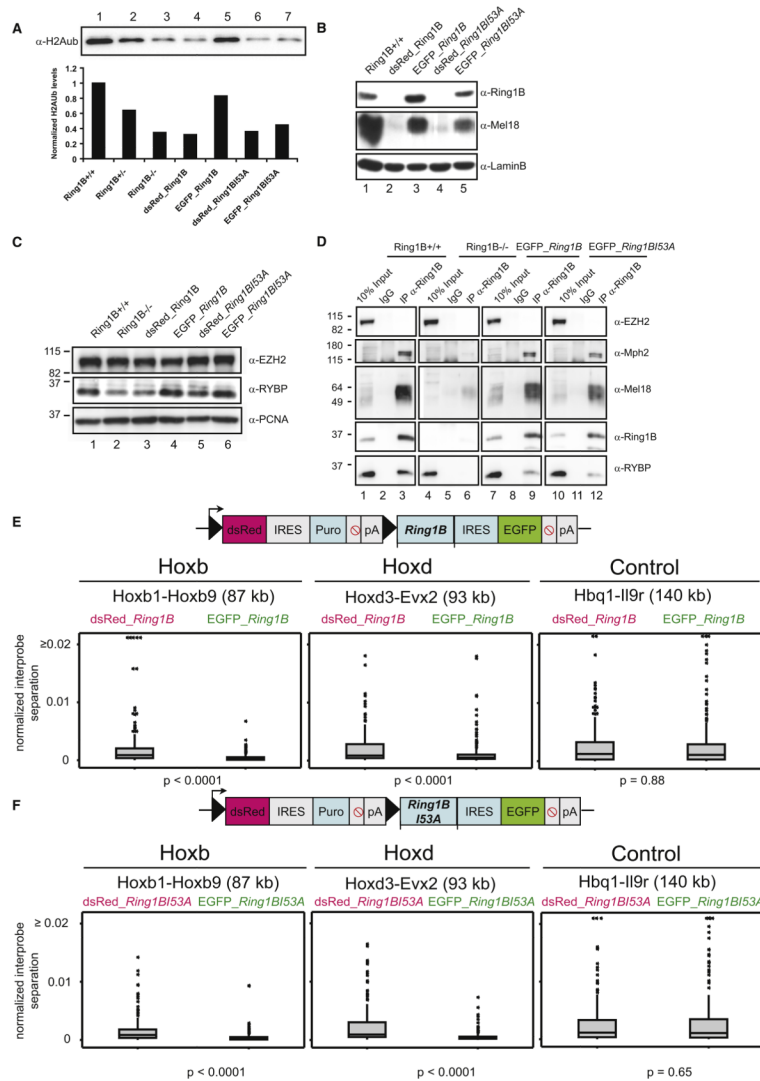 A
1 2 3 4 5 6 7
α-H2Aub
Normalized H2AUb levels
1.2
1
0.8
0.6
0.4
0.2
0
Ring1B+/+
Ring1B+/-
Ring1B-/-
dsRed_Ring1B
EGFP_Ring1B
dsRed_Ring1BI53A
EGFP_Ring1BI53A
B
Ring1B+/+
dsRed_Ring1B
EGFP_Ring1B
dsRed_Ring1BI53A
EGFP_Ring1BI53A
α-Ring1B
α-Mel18
α-LaminB
1 2 3 4 5
C
Ring1B+/+
Ring1B-/-
dsRed_Ring1B
EGFP_Ring1B
dsRed_Ring1BI53A
EGFP_Ring1BI53A
115
82
α-EZH2
37
α-RYBP
37
α-PCNA
1 2 3 4 5 6
D
Ring1B+/+ Ring1B-/- EGFP_Ring1B EGFP_Ring1BI53A
10% Input IgG IP α-Ring1B 10% Input IgG IP α-Ring1B 10% Input IgG IP α-Ring1B 10% Input IgG IP α-Ring1B
115
82
α-EZH2
180
115
α-Mph2
64
49
α-Mel18
37
α-Ring1B
37
α-RYBP
1 2 3 4 5 6 7 8 9 10 11 12
E
dsRed IRES Puro pA Ring1B IRES EGFP pA
Hoxb Hoxd Control
Hoxb1-Hoxb9 (87 kb) Hoxd3-Evx2 (93 kb) Hbq1-Il9r (140 kb)
dsRed_Ring1B EGFP_Ring1B dsRed_Ring1B EGFP_Ring1B dsRed_Ring1B EGFP_Ring1B
normalized interprobe
separation
≥0.02
0.01
0
p < 0.0001 p < 0.0001 p = 0.88
F
dsRed IRES Puro pA Ring1B
I53A IRES EGFP pA
Hoxb Hoxd Control
Hoxb1-Hoxb9 (87 kb) Hoxd3-Evx2 (93 kb) Hbq1-Il9r (140 kb)
dsRed_Ring1BI53A EGFP_Ring1BI53A dsRed_Ring1BI53A EGFP_Ring1BI53A dsRed_Ring1BI53A EGFP_Ring1BI53A
normalized interprobe
separation
≥ 0.02
0.01
0
p < 0.0001 p < 0.0001 p = 0.65